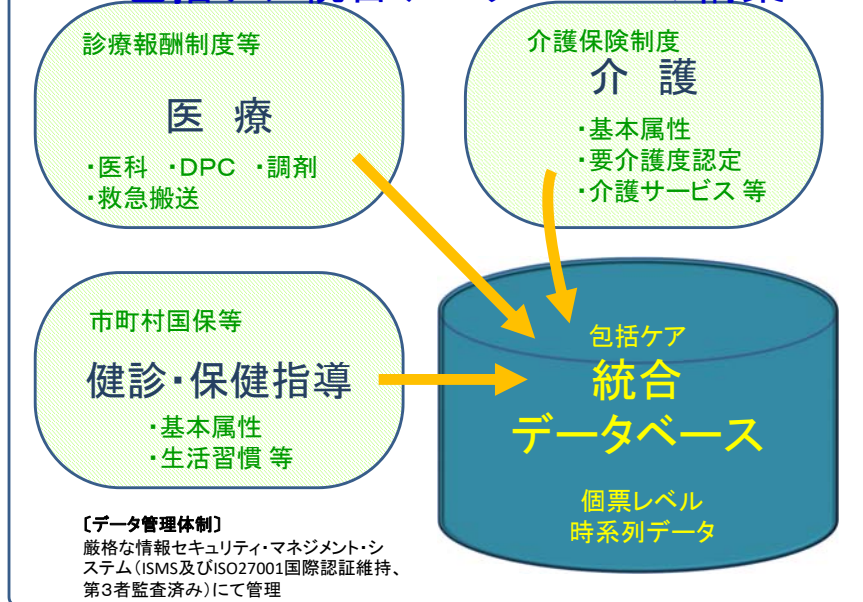 診療報酬制度等
医 療
・医科 ・DPC ・調剤
・救急搬送
介護保険制度
介 護
・基本属性
・要介護度認定
・介護サービス 等
市町村国保等
健診・保健指導
・基本属性
・生活習慣 等
包括ケア
統合
データベース
個票レベル
時系列データ
〔データ管理体制〕
厳格な情報セキュリティ・マネジメント・シ
ステム（ISMS及びISO27001国際認証維持、
第３者監査済み）にて管理